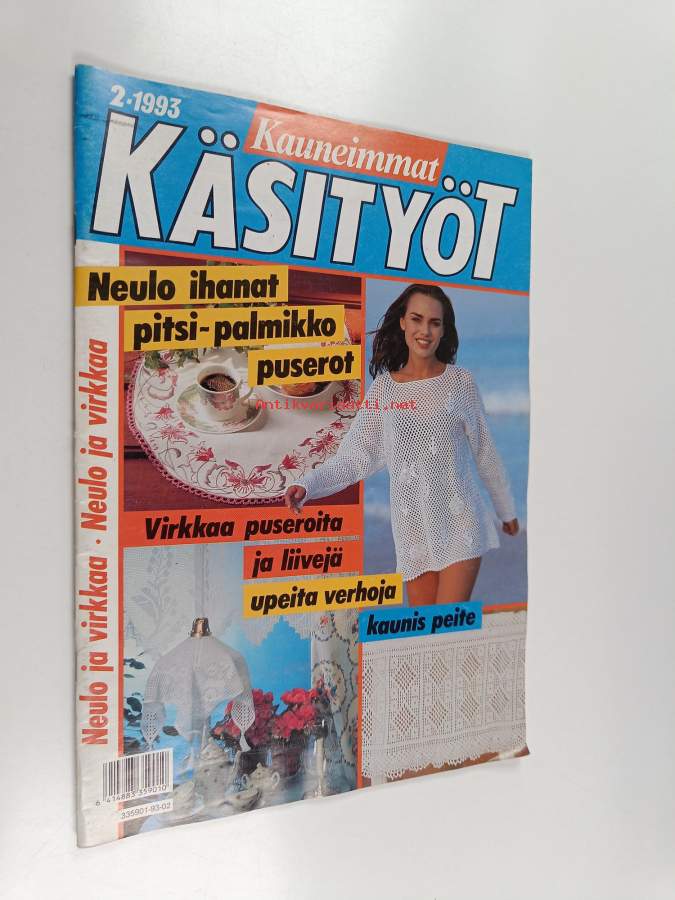 2·1993
Kauneimmat
KÄSITYÖT
Neulo ihanat
pitsi-palmikko
puserot
Antikvariaatti.net
Virkkaa puseroita
ja liivejä
upeita verhoja
kaunis peite
Neulo ja virkkaa · Neulo ja virkkaa
6 414883 359010
335901-93-02